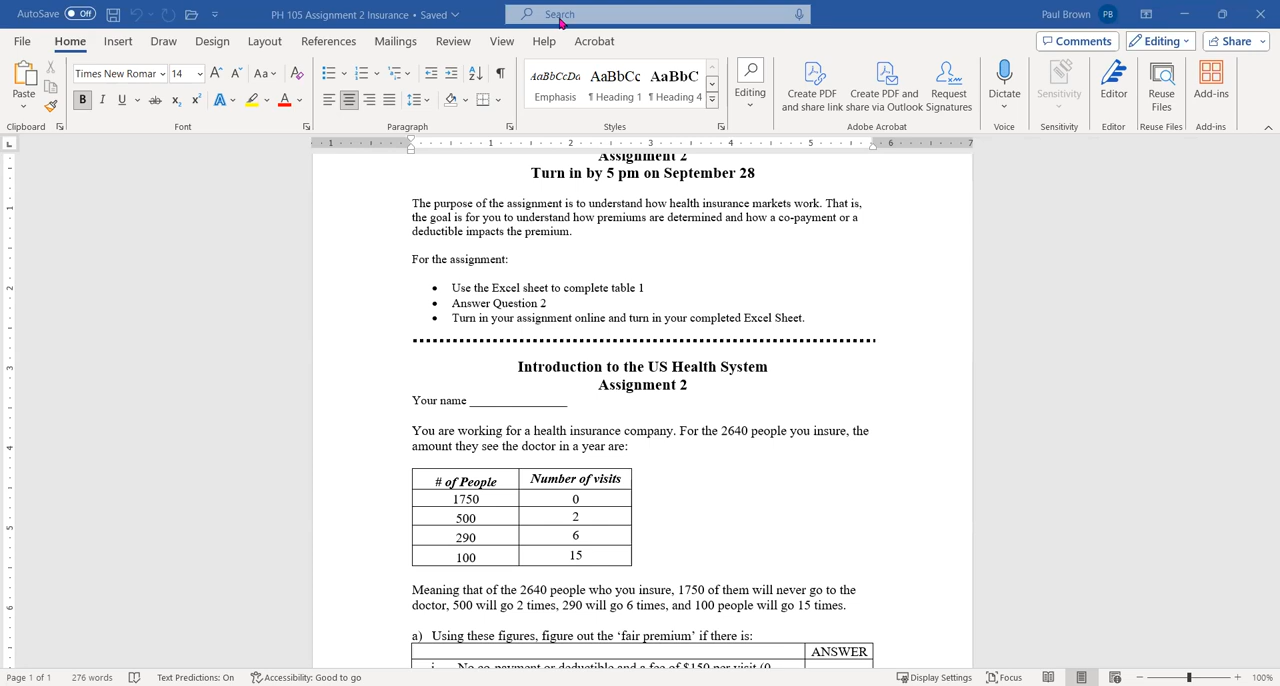 AutoSave Off PH 105 Assignment 2 Insurance • Saved Search Paul Brown PB
File Home Insert Draw Design Layout References Mailings Review View Help Acrobat Comments Editing Share
Paste
Times New Roman 14 Aa
B I U ab x₂ x² A A
AaBbCcDc AaBbCc AaBbC
Emphasis ¶ Heading 1 ¶ Heading 4
Editing
Create PDF and share link
Create PDF and share via Outlook
Request Signatures
Dictate
Sensitivity
Editor
Reuse Files
Add-ins
Clipboard Font Paragraph Styles Adobe Acrobat Voice Sensitivity Editor Reuse Files Add-ins
L 1 1 2 3 4 5 6 7
Assignment 2
Turn in by 5 pm on September 28
The purpose of the assignment is to understand how health insurance markets work. That is,
the goal is for you to understand how premiums are determined and how a co-payment or a
deductible impacts the premium.
For the assignment:
• Use the Excel sheet to complete table 1
• Answer Question 2
• Turn in your assignment online and turn in your completed Excel Sheet.
Introduction to the US Health System
Assignment 2
Your name ________________
You are working for a health insurance company. For the 2640 people you insure, the
amount they see the doctor in a year are:
# of People Number of visits
1750 0
500 2
290 6
100 15
Meaning that of the 2640 people who you insure, 1750 of them will never go to the
doctor, 500 will go 2 times, 290 will go 6 times, and 100 people will go 15 times.
a) Using these figures, figure out the ‘fair premium’ if there is:
ANSWER
i. No co-payment or deductible and a fee of $150 per visit (0
Page 1 of 1 276 words Text Predictions: On Accessibility: Good to go Display Settings Focus 100%